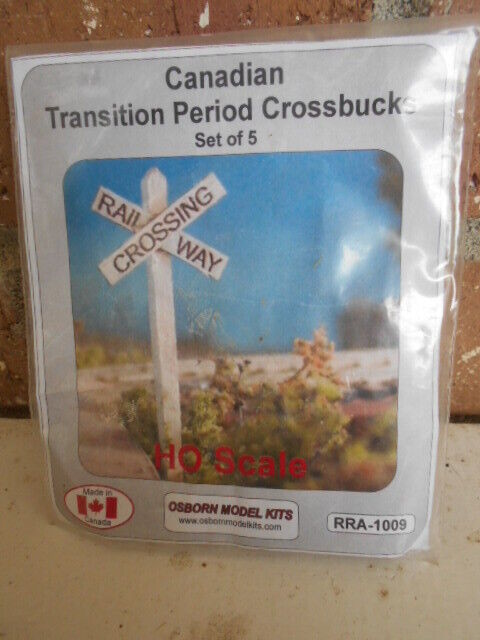 Canadian
Transition Period Crossbucks
Set of 5
RAIL WAY
CROSSING
HO Scale
Made in
Canada
OSBORN MODEL KITS
www.osbornmodelkits.com
RRA-1009